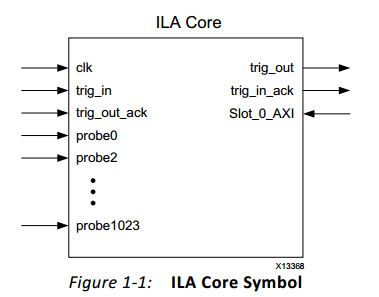 ILA Core
clk
trig_in
trig_out_ack
probe0
probe2
probe1023
trig_out
trig_in_ack
Slot_0_AXI
X13368
Figure 1-1: ILA Core Symbol